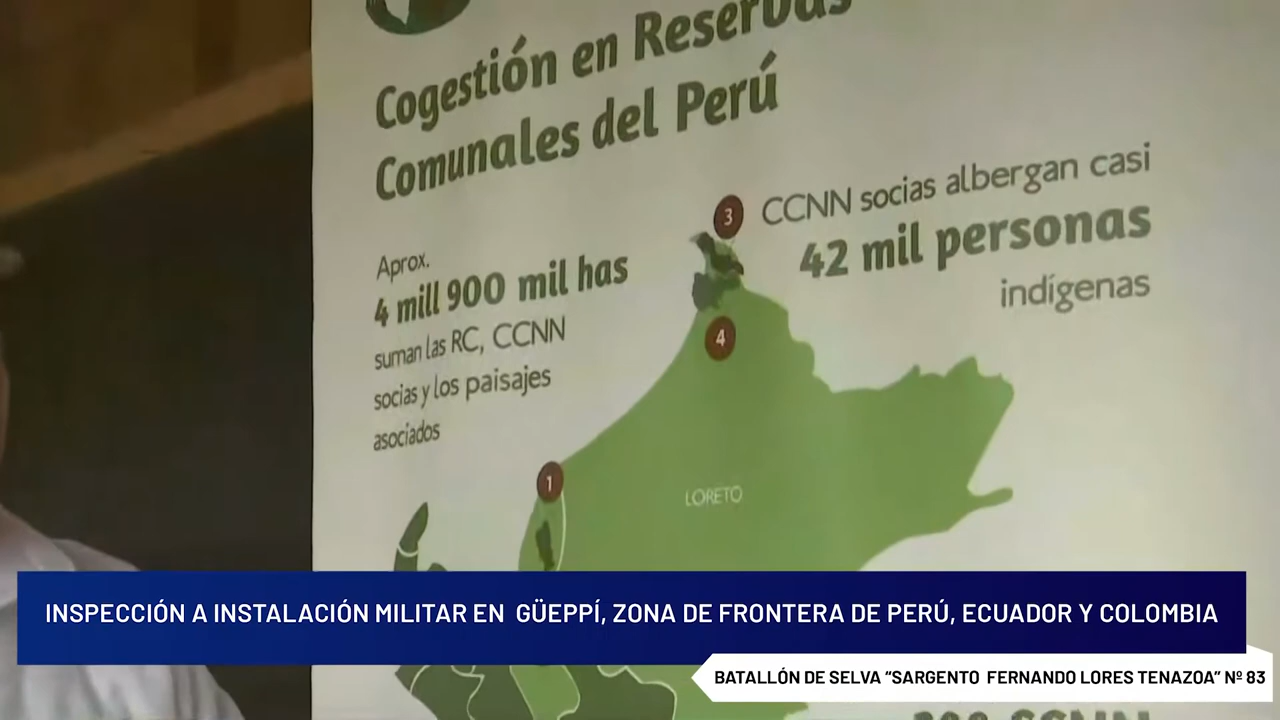 Cogestión en Reservas
Comunales del Perú
3
CCNN socias albergan casi
42 mil personas
indígenas
Aprox.
4 mill 900 mil has
suman las RC, CCNN
socias y los paisajes
asociados
4
1
LORETO
INSPECCIÓN A INSTALACIÓN MILITAR EN GÜEPPÍ, ZONA DE FRONTERA DE PERÚ, ECUADOR Y COLOMBIA
BATALLÓN DE SELVA “SARGENTO FERNANDO LORES TENAZOA” Nº 83